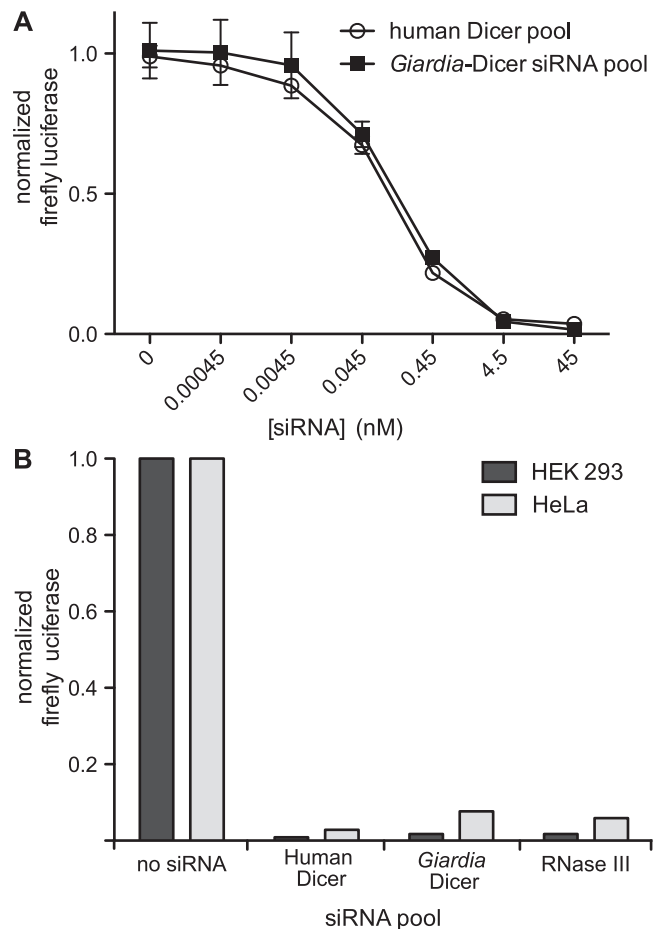 A
human Dicer pool
Giardia-Dicer siRNA pool
normalized
firefly luciferase
1.0
0.5
0.0
0
0.00045
0.0045
0.045
0.45
4.5
45
[siRNA] (nM)
B
HEK 293
HeLa
normalized
firefly uciferase
1.0
0.8
0.6
0.4
0.2
no siRNA
Human
Dicer
Giardia
Dicer
RNase III
siRNA pool